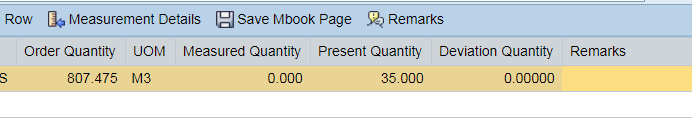 Row Measurement Details Save Mbook Page Remarks
Order Quantity UOM Measured Quantity Present Quantity Deviation Quantity Remarks
S 807.475 M3 0.000 35.000 0.00000